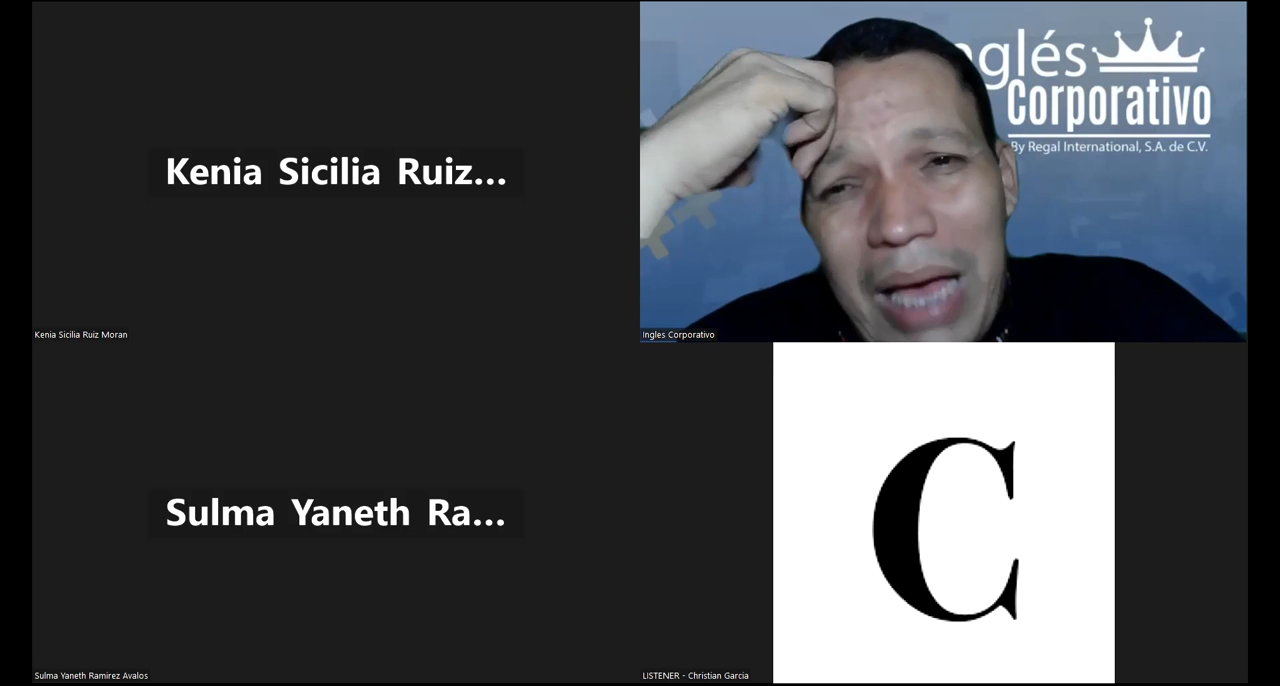 Kenia Sicilia Ruiz...
Kenia Sicilia Ruiz Moran
nglés
Corporativo
By Regal International, S.A. de C.V.
Ingles Corporativo
Sulma Yaneth Ra...
Sulma Yaneth Ramirez Avalos
C
LISTENER - Christian Garcia